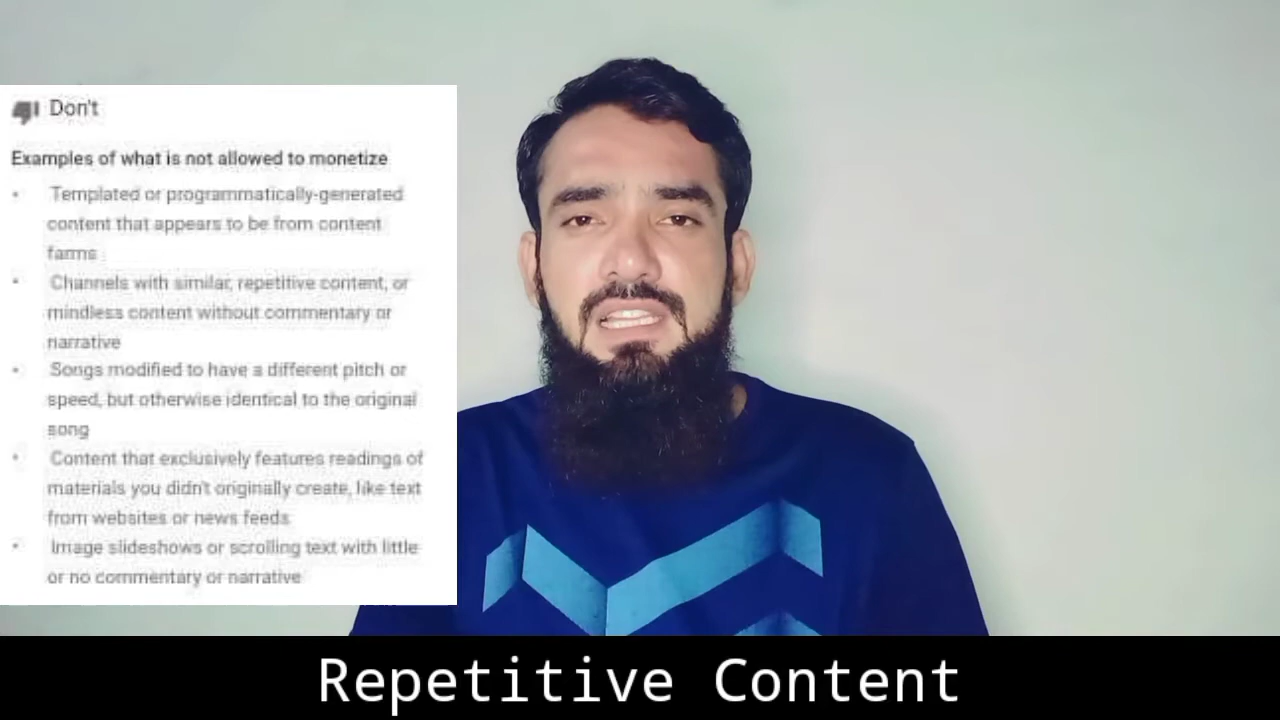 Don't
Examples of what is not allowed to monetize
• Templated or programmatically-generated
content that appears to be from content
farms
• Channels with similar, repetitive content, or
mindless content without commentary or
narrative
• Songs modified to have a different pitch or
speed, but otherwise identical to the original
song
• Content that exclusively features readings of
materials you didn't originally create, like text
from websites or news feeds
• Image slideshows or scrolling text with little
or no commentary or narrative
Repetitive Content